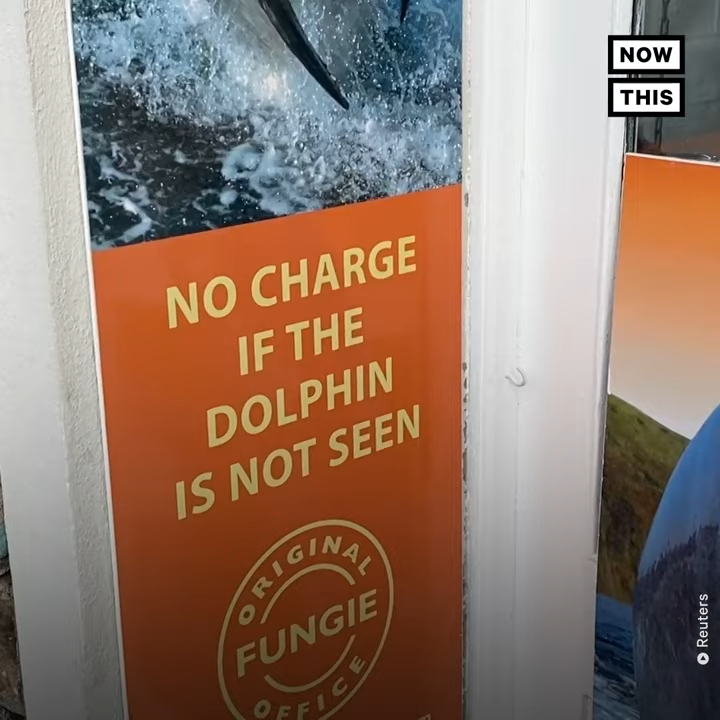 NOW
THIS
NO CHARGE
IF THE
DOLPHIN
IS NOT SEEN
ORIGINAL
FUNGIE
OFFICE
Reuters